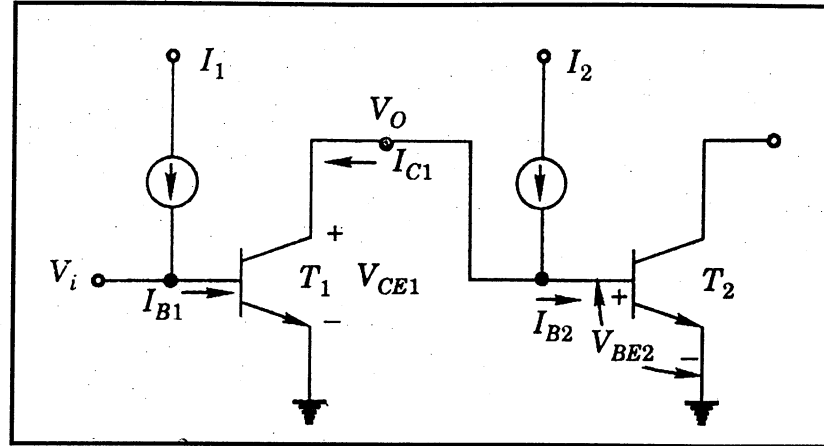 I1
I2
VO
IC1
+
Vi
IB1
T1
VCE1
−
IB2
+
VBE2
−
T2